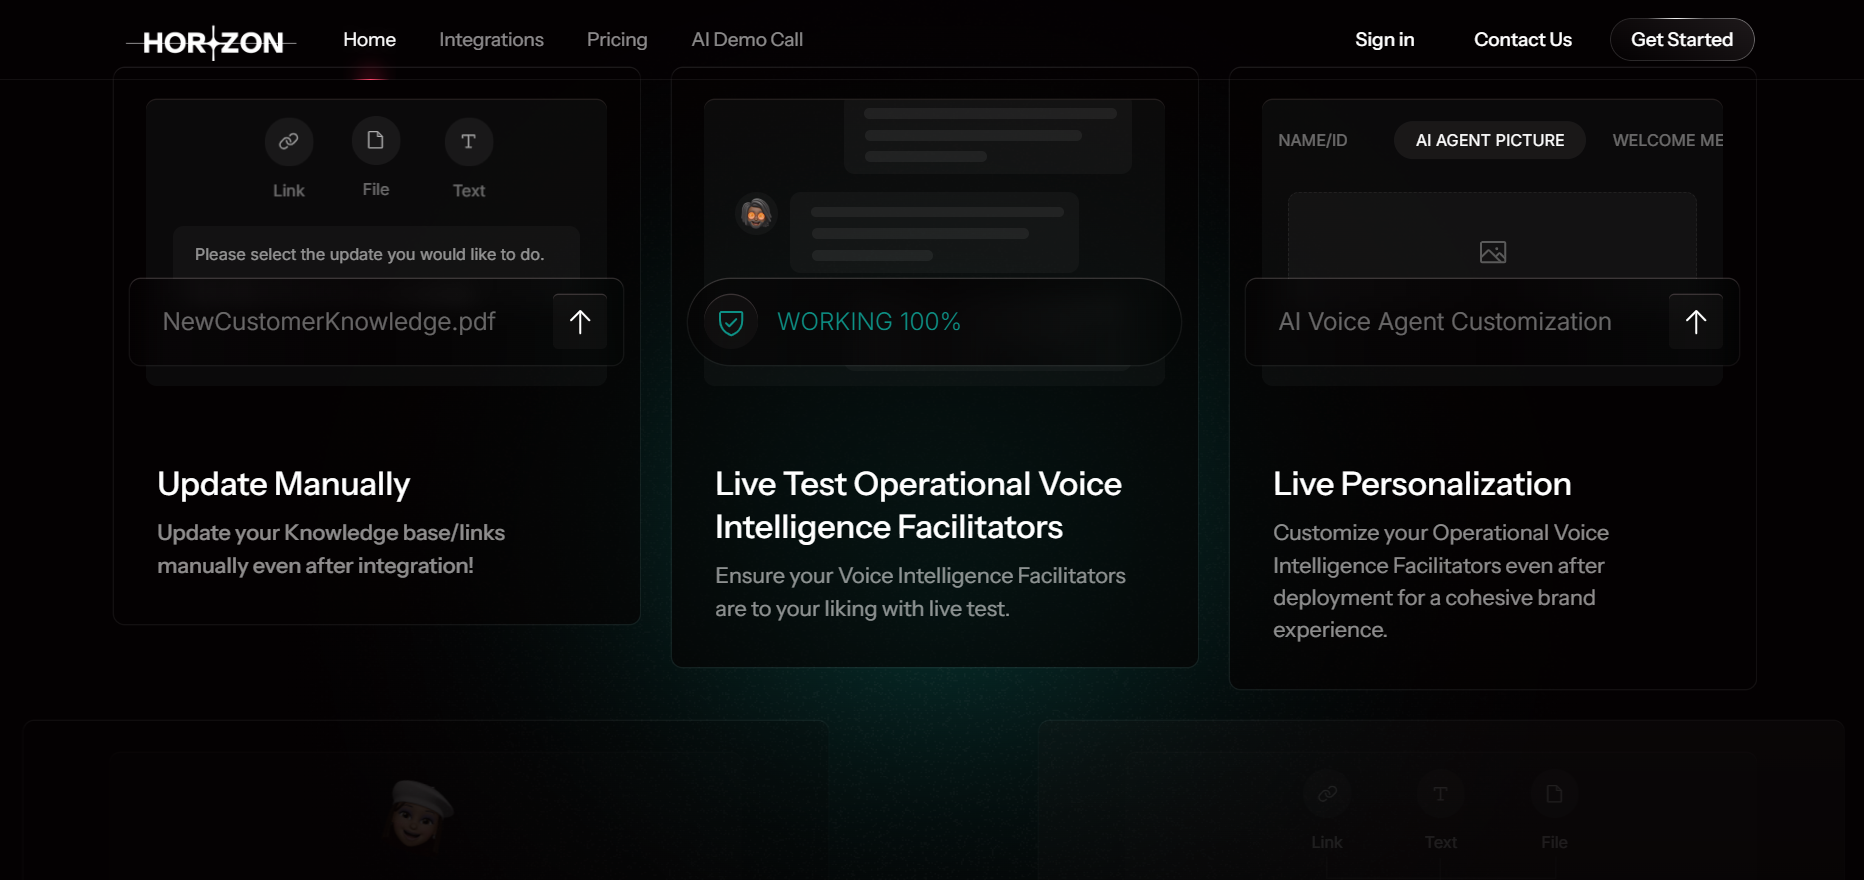 HORIZON
Home
Integrations
Pricing
AI Demo Call
Sign in
Contact Us
Get Started
Link
File
Text
Please select the update you would like to do.
NewCustomerKnowledge.pdf
Update Manually
Update your Knowledge base/links
manually even after integration!
WORKING 100%
Live Test Operational Voice
Intelligence Facilitators
Ensure your Voice Intelligence Facilitators
are to your liking with live test.
NAME/ID
AI AGENT PICTURE
WELCOME ME
AI Voice Agent Customization
Live Personalization
Customize your Operational Voice
Intelligence Facilitators even after
deployment for a cohesive brand
experience.
Link
Text
File